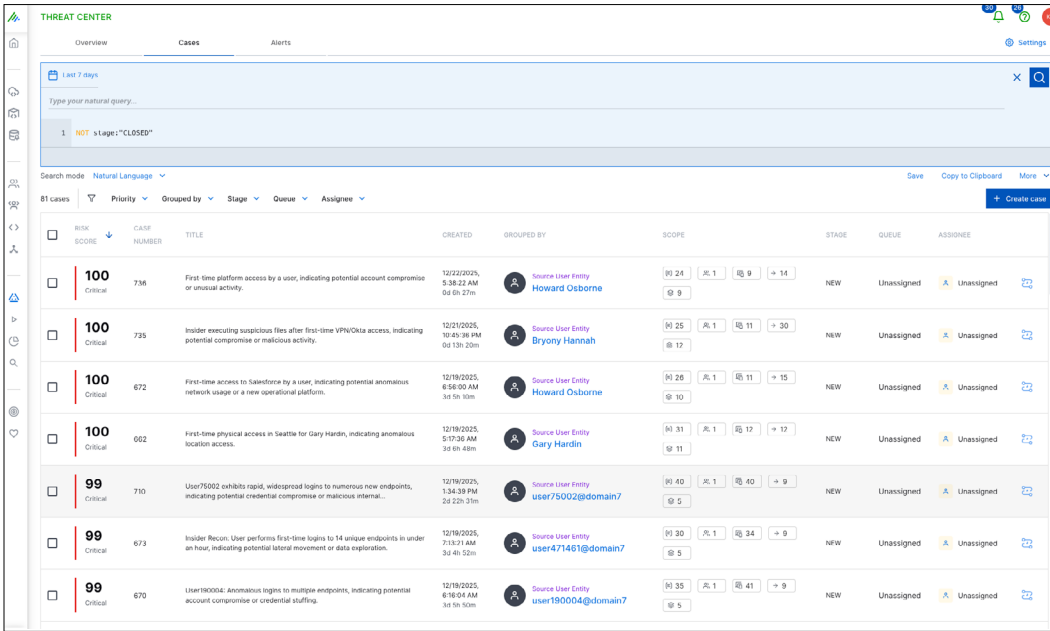 THREAT CENTER
30
26
Overview Cases Alerts
Settings
Last 7 days
Type your natural query...
1 NOT stage:"CLOSED"
Search mode Natural Language
Save Copy to Clipboard More
81 cases Priority Grouped by Stage Queue Assignee
+ Create case
RISK SCORE CASE NUMBER TITLE CREATED GROUPED BY SCOPE STAGE QUEUE ASSIGNEE
100
Critical
736
First-time platform access by a user, indicating potential account compromise
or unusual activity.
12/22/2025,
5:38:22 AM
0d 6h 27m
Source User Entity
Howard Osborne
24 1 9 14
9
NEW
Unassigned
Unassigned
100
Critical
735
Insider executing suspicious files after first-time VPN/Okta access, indicating
potential compromise or malicious activity.
12/21/2025,
10:45:36 PM
0d 13h 20m
Source User Entity
Bryony Hannah
25 1 11 30
12
NEW
Unassigned
Unassigned
100
Critical
672
First-time access to Salesforce by a user, indicating potential anomalous
network usage or a new operational platform.
12/19/2025,
6:56:00 AM
3d 5h 10m
Source User Entity
Howard Osborne
26 1 11 15
10
NEW
Unassigned
Unassigned
100
Critical
662
First-time physical access in Seattle for Gary Hardin, indicating anomalous
location access.
12/19/2025,
5:17:36 AM
3d 6h 48m
Source User Entity
Gary Hardin
31 1 12 12
11
NEW
Unassigned
Unassigned
99
Critical
710
User75002 exhibits rapid, widespread logins to numerous new endpoints,
indicating potential credential compromise or malicious internal...
12/19/2025,
1:34:39 PM
2d 22h 31m
Source User Entity
user75002@domain7
40 1 40 9
5
NEW
Unassigned
Unassigned
99
Critical
673
Insider Recon: User performs first-time logins to 14 unique endpoints in under
an hour, indicating potential lateral movement or data exploration.
12/19/2025,
7:13:21 AM
3d 4h 52m
Source User Entity
user471461@domain7
30 1 34 9
5
NEW
Unassigned
Unassigned
99
Critical
670
User190004: Anomalous logins to multiple endpoints, indicating potential
account compromise or credential stuffing.
12/19/2025,
6:16:04 AM
3d 5h 50m
Source User Entity
user190004@domain7
35 1 41 9
5
NEW
Unassigned
Unassigned